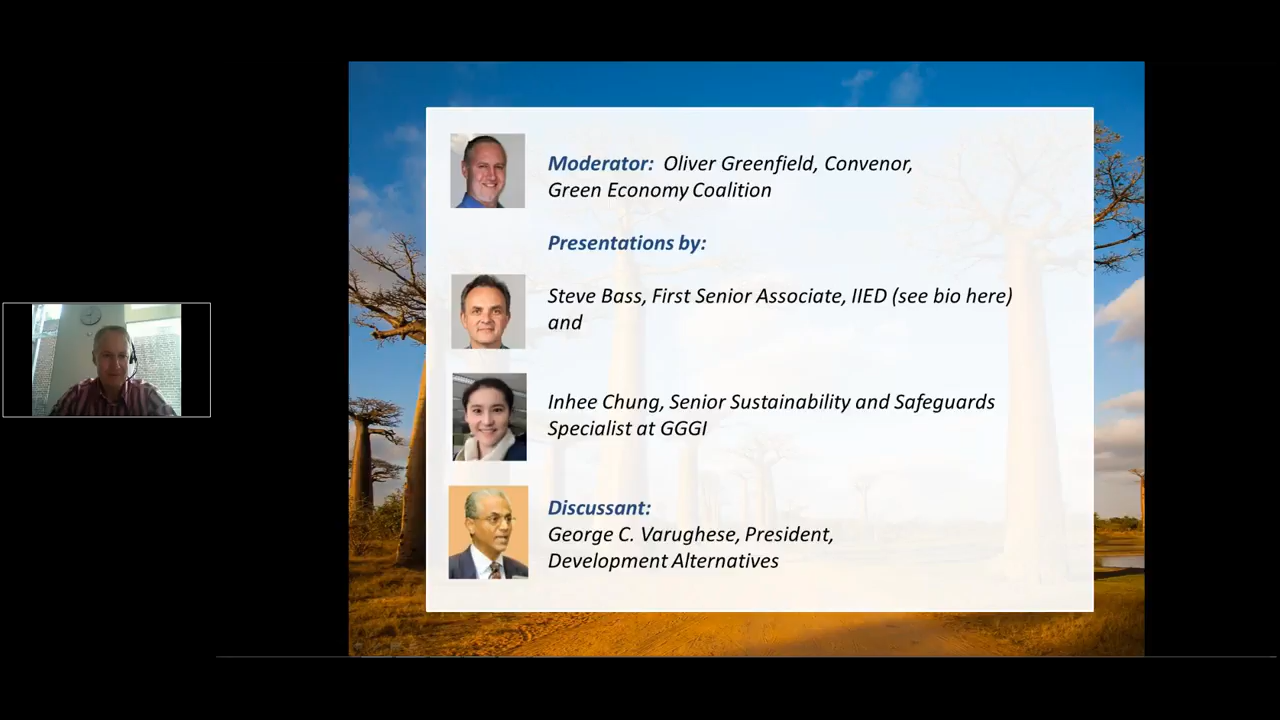 Moderator: Oliver Greenfield, Convenor,
Green Economy Coalition
Presentations by:
Steve Bass, First Senior Associate, IIED (see bio here)
and
Inhee Chung, Senior Sustainability and Safeguards
Specialist at GGGI
Discussant:
George C. Varughese, President,
Development Alternatives